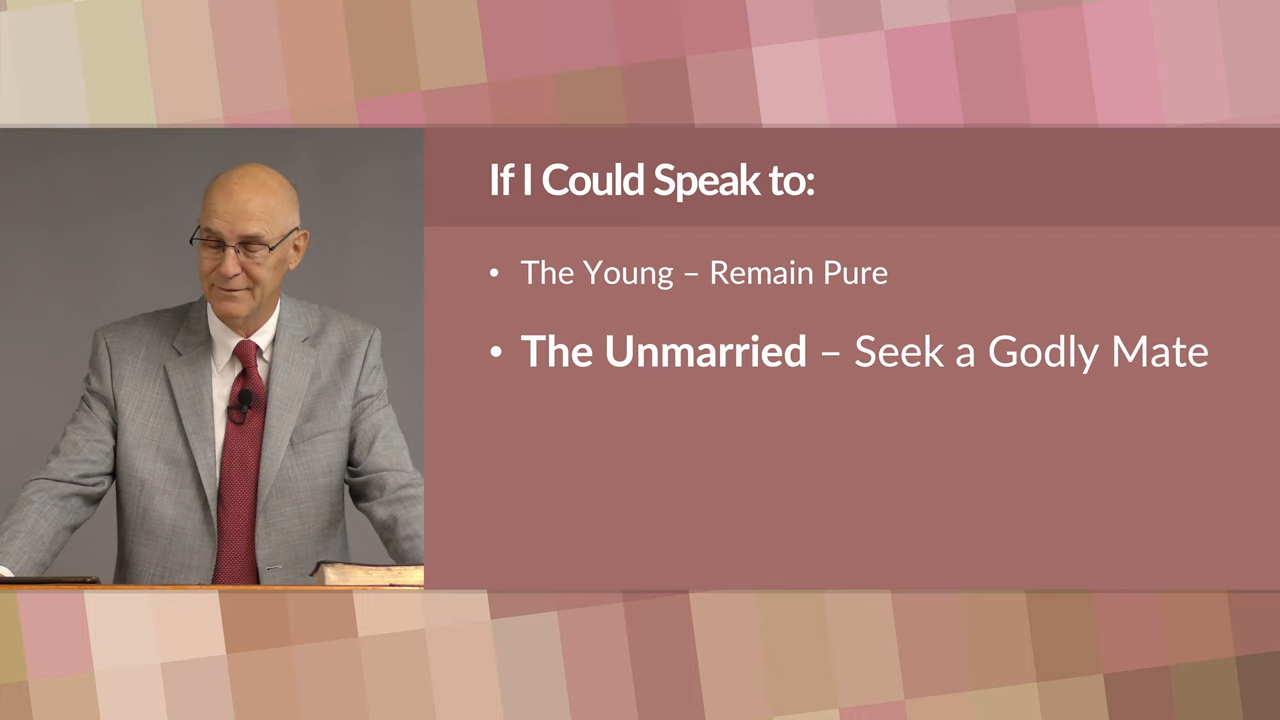 If I Could Speak to:
• The Young – Remain Pure
• The Unmarried – Seek a Godly Mate